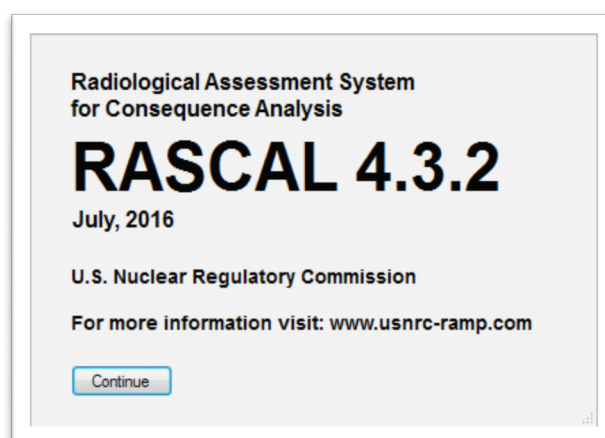 Radiological Assessment System
for Consequence Analysis
RASCAL 4.3.2
July, 2016
U.S. Nuclear Regulatory Commission
For more information visit: www.usnrc-ramp.com
Continue